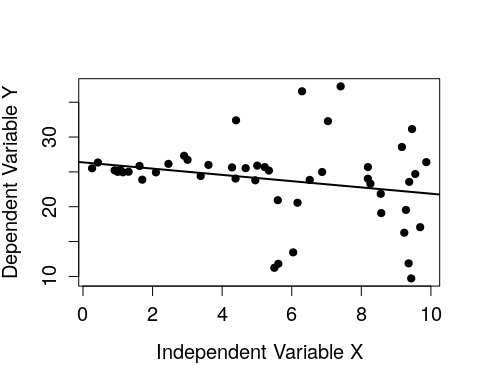 Dependent Variable Y
30
20
10
0 2 4 6 8 10
Independent Variable X